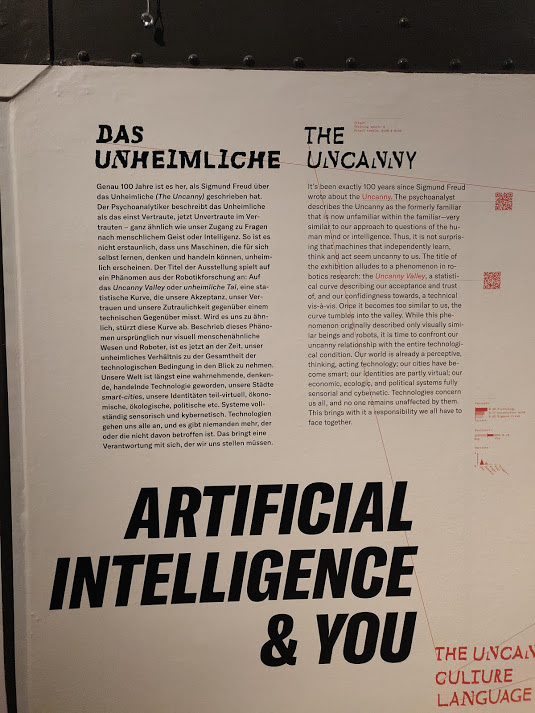 DAS
UNHEIMLICHE
Genau 100 Jahre ist es her, als Sigmund Freud über
das Unheimliche (The Uncanny) geschrieben hat.
Der Psychoanalytiker beschreibt das Unheimliche
als das einst Vertraute, jetzt Unvertraute im Ver-
trauten – ganz ähnlich wie unser Zugang zu Fragen
nach menschlichem Geist oder Intelligenz. So ist es
nicht erstaunlich, dass uns Maschinen, die für sich
selbst lernen, denken und handeln können, unheim-
lich erscheinen. Der Titel der Ausstellung spielt auf
ein Phänomen aus der Robotikforschung an: Auf
das Uncanny Valley oder unheimliche Tal, eine sta-
tistische Kurve, die unsere Akzeptanz, unser Ver-
trauen und unsere Zutraulichkeit gegenüber einem
technischen Gegenüber misst. Wird es uns zu ähn-
lich, stürzt diese Kurve ab. Beschrieb dieses Phäno-
men ursprünglich nur visuell menschenähnliche
Wesen und Roboter, ist es jetzt an der Zeit, unser
unheimliches Verhältnis zu der Gesamtheit der
technologischen Bedingung in den Blick zu nehmen.
Unsere Welt ist längst eine wahrnehmende, denken-
de, handelnde Technologie geworden, unsere Städte
smart-cities, unsere Identitäten teil-virtuell, ökono-
mische, ökologische, politische etc. Systeme voll-
ständig sensorisch und kybernetisch. Technologien
gehen uns alle an, und es gibt niemanden mehr, der
oder die nicht davon betroffen ist. Das bringt eine
Verantwortung mit sich, der wir uns stellen müssen.
THE
UNCANNY
It's been exactly 100 years since Sigmund Freud
wrote about the Uncanny. The psychoanalyst
describes the Uncanny as the formerly familiar
that is now unfamiliar within the familiar—very
similar to our approach to questions of the hu-
man mind or intelligence. Thus, it is not surpris-
ing that machines that independently learn,
think and act seem uncanny to us. The title of
the exhibition alludes to a phenomenon in ro-
botics research: the Uncanny Valley, a statisti-
cal curve describing our acceptance and trust
of, and our confidingness towards, a technical
vis-à-vis. Once it becomes too similar to us, the
curve tumbles into the valley. While this phe-
nomenon originally described only visually simi-
lar beings and robots, it is time to confront our
uncanny relationship with the entire technologi-
cal condition. Our world is already a perceptive,
thinking, acting technology; our cities have be-
come smart; our identities are partly virtual; our
economic, ecologic, and political systems fully
sensorial and cybernetic. Technologies concern
us all, and no one remains unaffected by them.
This brings with it a responsibility we all have to
face together.
ARTIFICIAL
INTELLIGENCE
& YOU
THE UNCAN
CULTURE
LANGUAGE